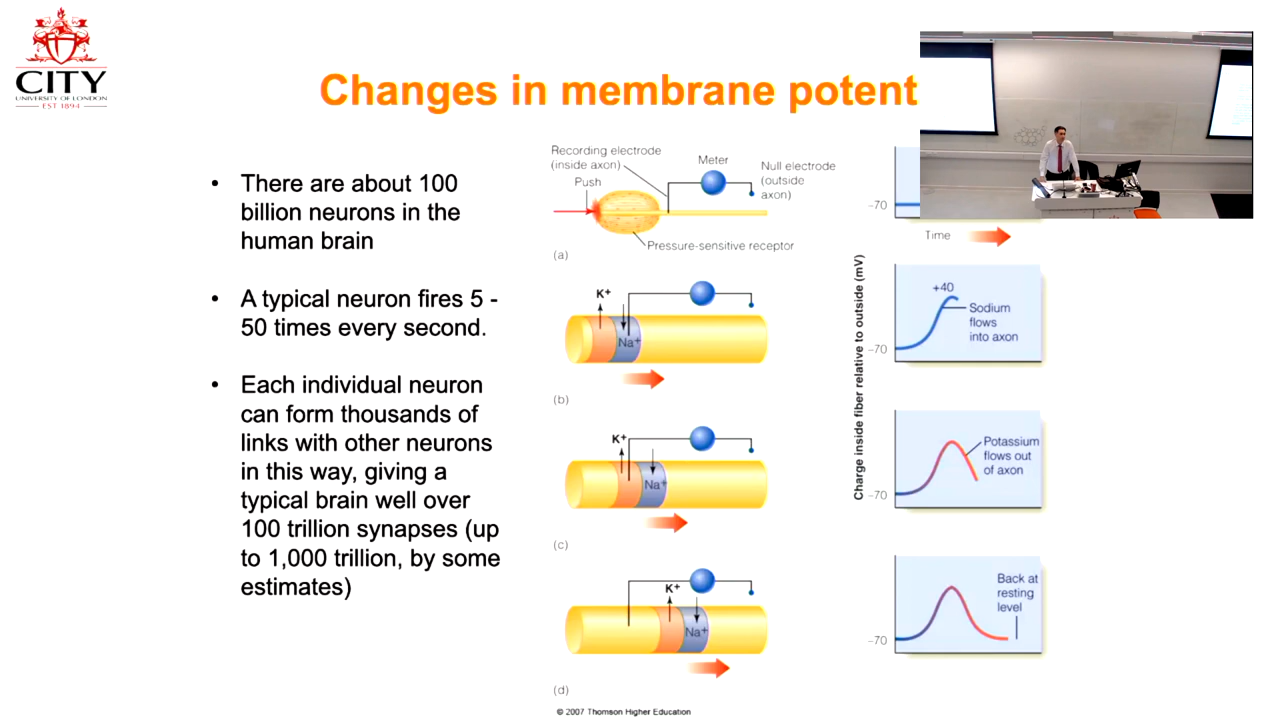 CITY
UNIVERSITY OF LONDON
EST 1894
Changes in membrane potent
• There are about 100
billion neurons in the
human brain
• A typical neuron fires 5 -
50 times every second.
• Each individual neuron
can form thousands of
links with other neurons
in this way, giving a
typical brain well over
100 trillion synapses (up
to 1,000 trillion, by some
estimates)
Recording electrode
(inside axon)
Push
Meter
Null electrode
(outside
axon)
Pressure-sensitive receptor
(a)
–70
Time
K+
Na+
(b)
+40
Sodium
flows
into axon
–70
Charge inside fiber relative to outside (mV)
K+
Na+
(c)
Potassium
flows out
of axon
–70
K+
Na+
(d)
Back at
resting
level
–70
© 2007 Thomson Higher Education